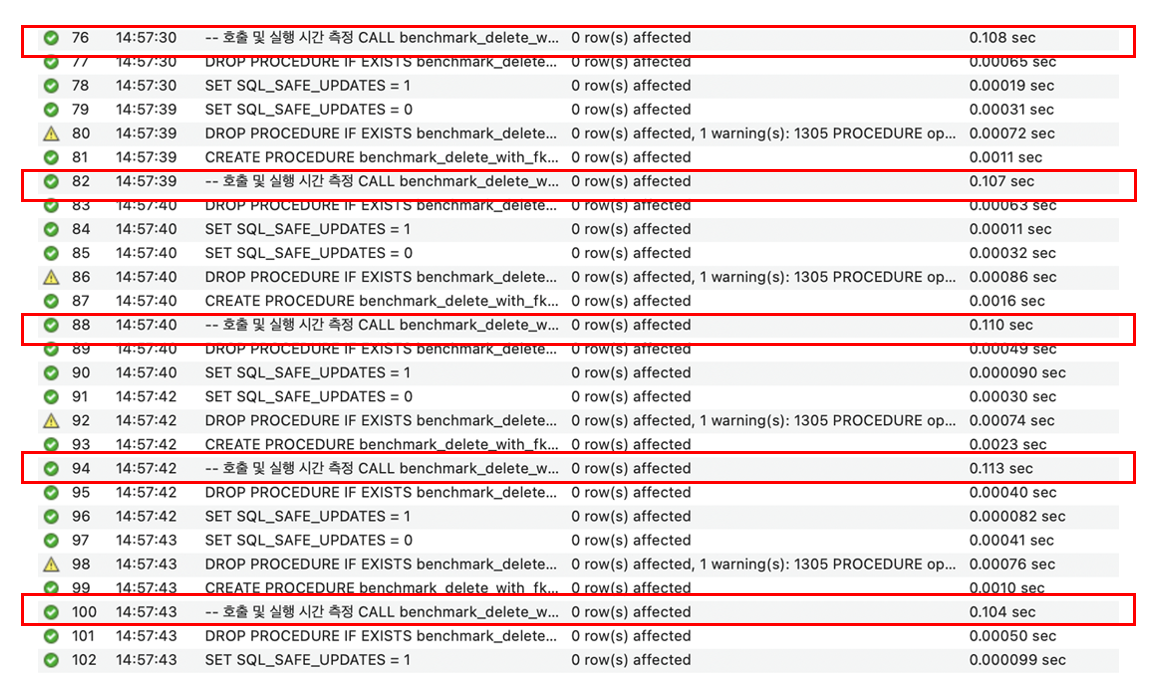 76 14:57:30 -- 호출 및 실행 시간 측정 CALL benchmark_delete_w... 0 row(s) affected 0.108 sec
77 14:57:30 DROP PROCEDURE IF EXISTS benchmark_delete... 0 row(s) affected 0.00065 sec
78 14:57:30 SET SQL_SAFE_UPDATES = 1 0 row(s) affected 0.00019 sec
79 14:57:39 SET SQL_SAFE_UPDATES = 0 0 row(s) affected 0.00031 sec
80 14:57:39 DROP PROCEDURE IF EXISTS benchmark_delete... 0 row(s) affected, 1 warning(s): 1305 PROCEDURE op... 0.00072 sec
81 14:57:39 CREATE PROCEDURE benchmark_delete_with_fk... 0 row(s) affected 0.0011 sec
82 14:57:39 -- 호출 및 실행 시간 측정 CALL benchmark_delete_w... 0 row(s) affected 0.107 sec
83 14:57:40 DROP PROCEDURE IF EXISTS benchmark_delete... 0 row(s) affected 0.00063 sec
84 14:57:40 SET SQL_SAFE_UPDATES = 1 0 row(s) affected 0.00011 sec
85 14:57:40 SET SQL_SAFE_UPDATES = 0 0 row(s) affected 0.00032 sec
86 14:57:40 DROP PROCEDURE IF EXISTS benchmark_delete... 0 row(s) affected, 1 warning(s): 1305 PROCEDURE op... 0.00086 sec
87 14:57:40 CREATE PROCEDURE benchmark_delete_with_fk... 0 row(s) affected 0.0016 sec
88 14:57:40 -- 호출 및 실행 시간 측정 CALL benchmark_delete_w... 0 row(s) affected 0.110 sec
89 14:57:40 DROP PROCEDURE IF EXISTS benchmark_delete... 0 row(s) affected 0.00049 sec
90 14:57:40 SET SQL_SAFE_UPDATES = 1 0 row(s) affected 0.000090 sec
91 14:57:42 SET SQL_SAFE_UPDATES = 0 0 row(s) affected 0.00030 sec
92 14:57:42 DROP PROCEDURE IF EXISTS benchmark_delete... 0 row(s) affected, 1 warning(s): 1305 PROCEDURE op... 0.00074 sec
93 14:57:42 CREATE PROCEDURE benchmark_delete_with_fk... 0 row(s) affected 0.0023 sec
94 14:57:42 -- 호출 및 실행 시간 측정 CALL benchmark_delete_w... 0 row(s) affected 0.113 sec
95 14:57:42 DROP PROCEDURE IF EXISTS benchmark_delete... 0 row(s) affected 0.00040 sec
96 14:57:42 SET SQL_SAFE_UPDATES = 1 0 row(s) affected 0.000082 sec
97 14:57:43 SET SQL_SAFE_UPDATES = 0 0 row(s) affected 0.00041 sec
98 14:57:43 DROP PROCEDURE IF EXISTS benchmark_delete... 0 row(s) affected, 1 warning(s): 1305 PROCEDURE op... 0.00076 sec
99 14:57:43 CREATE PROCEDURE benchmark_delete_with_fk... 0 row(s) affected 0.0010 sec
100 14:57:43 -- 호출 및 실행 시간 측정 CALL benchmark_delete_w... 0 row(s) affected 0.104 sec
101 14:57:43 DROP PROCEDURE IF EXISTS benchmark_delete... 0 row(s) affected 0.00050 sec
102 14:57:43 SET SQL_SAFE_UPDATES = 1 0 row(s) affected 0.000099 sec